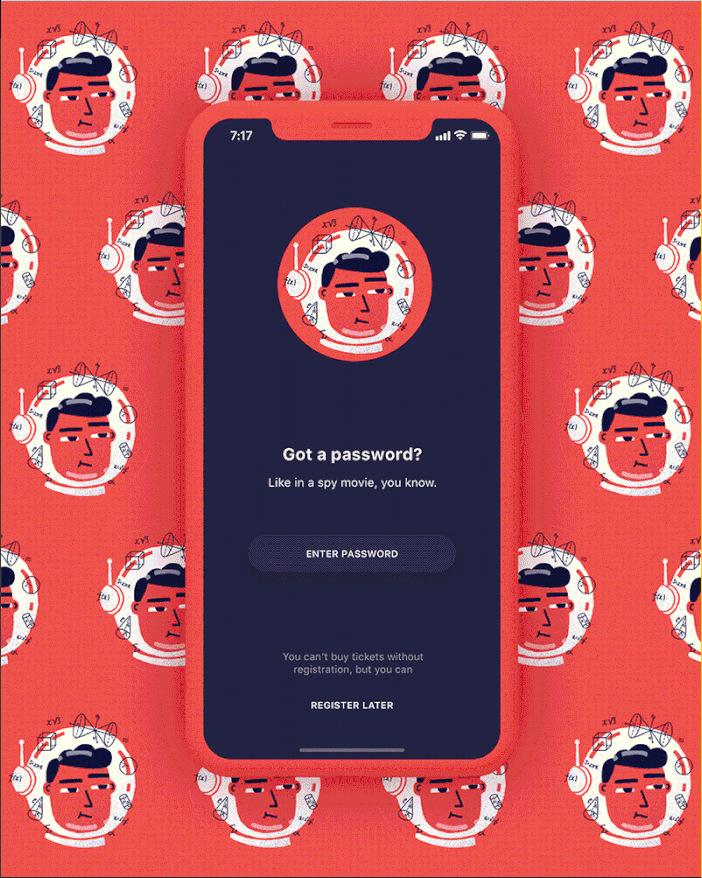 7:17
Got a password?
Like in a spy movie, you know.
ENTER PASSWORD
You can't buy tickets without
registration, but you can
REGISTER LATER